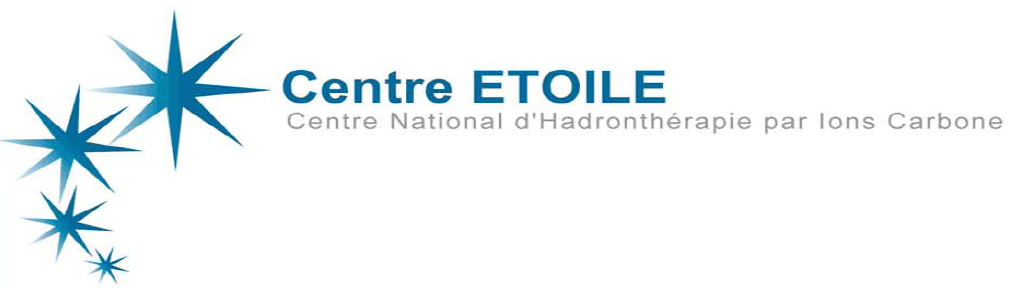 Centre ETOILE
Centre National d'Hadronthérapie par Ions Carbone